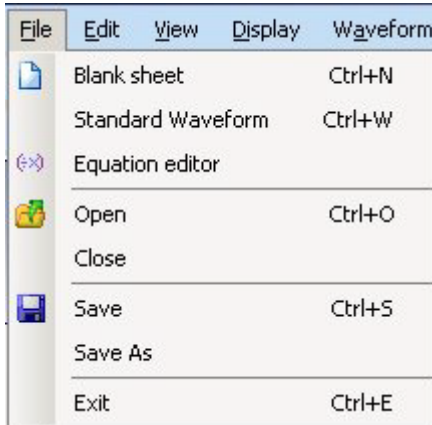 File Edit View Display Waveform
Blank sheet Ctrl+N
Standard Waveform Ctrl+W
Equation editor
Open Ctrl+O
Close
Save Ctrl+S
Save As
Exit Ctrl+E